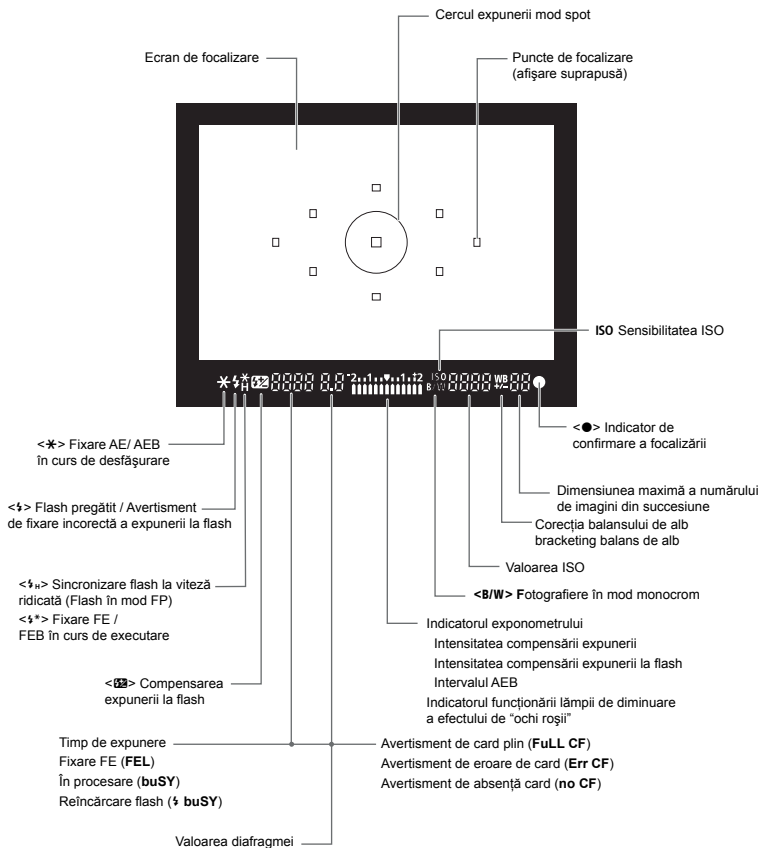 Cercul expunerii mod spot
Ecran de focalizare
Puncte de focalizare
(afişare suprapusă)
ISO Sensibilitatea ISO
-2..1..▼..1.‡2 ISO
B/W
WB
+/-
<✱> Fixare AE/ AEB
în curs de desfăşurare
<●> Indicator de
confirmare a focalizării
<⚡> Flash pregătit / Avertisment
de fixare incorectă a expunerii la flash
Dimensiunea maximă a numărului
de imagini din succesiune
Corecţia balansului de alb
bracketing balans de alb
Valoarea ISO
<⚡H> Sincronizare flash la viteză
ridicată (Flash în mod FP)
<⚡*> Fixare FE /
FEB în curs de executare
<B/W> Fotografiere în mod monocrom
Indicatorul exponometrului
Intensitatea compensării expunerii
Intensitatea compensării expunerii la flash
Intervalul AEB
Indicatorul funcţionării lămpii de diminuare
a efectului de “ochi roşii”
<⚡±> Compensarea
expunerii la flash
Timp de expunere
Fixare FE (FEL)
În procesare (buSY)
Reîncărcare flash (⚡ buSY)
Avertisment de card plin (FuLL CF)
Avertisment de eroare de card (Err CF)
Avertisment de absenţă card (no CF)
Valoarea diafragmei